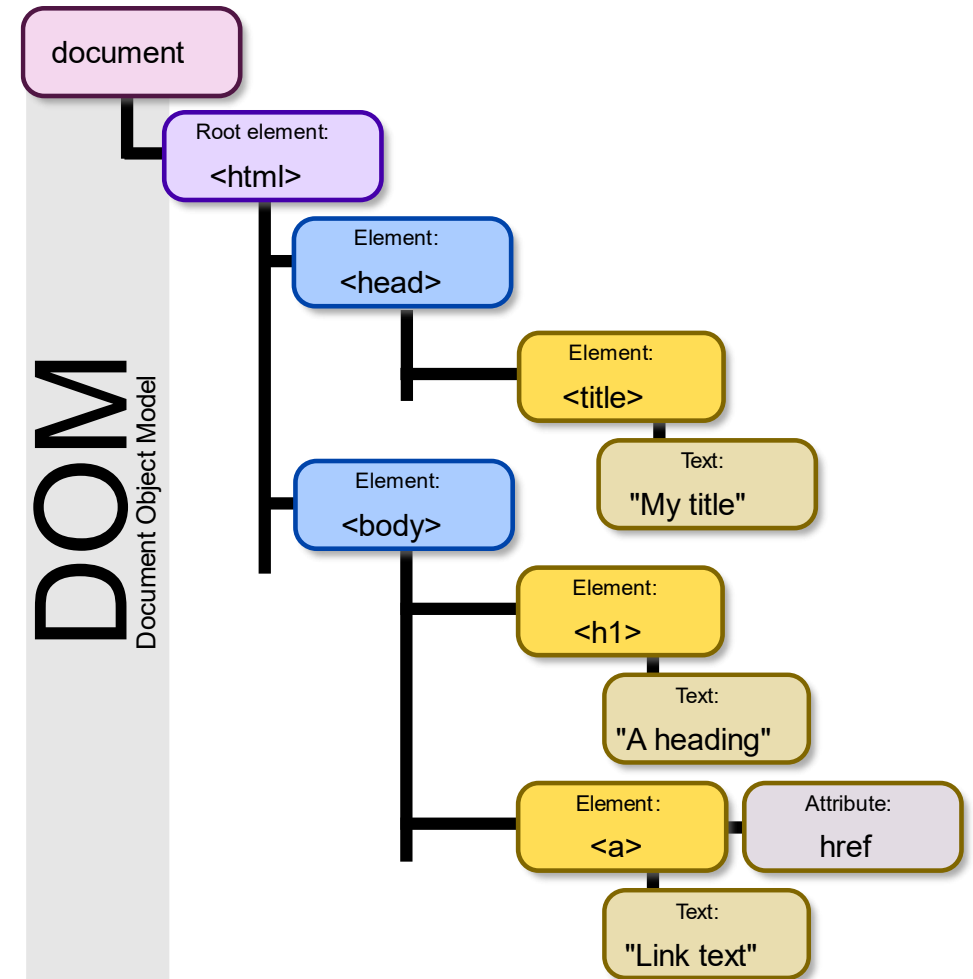 document
Root element:
<html>
Element:
<head>
Element:
<title>
Text:
"My title"
Element:
<body>
Element:
<h1>
Text:
"A heading"
Element:
<a>
Attribute:
href
Text:
"Link text"
DOM
Document Object Model